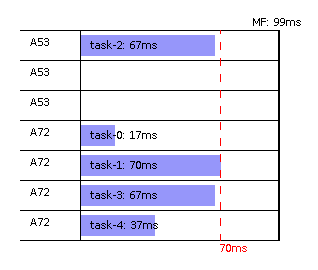 MF: 99ms
A53 task-2: 67ms
A53
A53
A72 task-0: 17ms
A72 task-1: 70ms
A72 task-3: 67ms
A72 task-4: 37ms
70ms